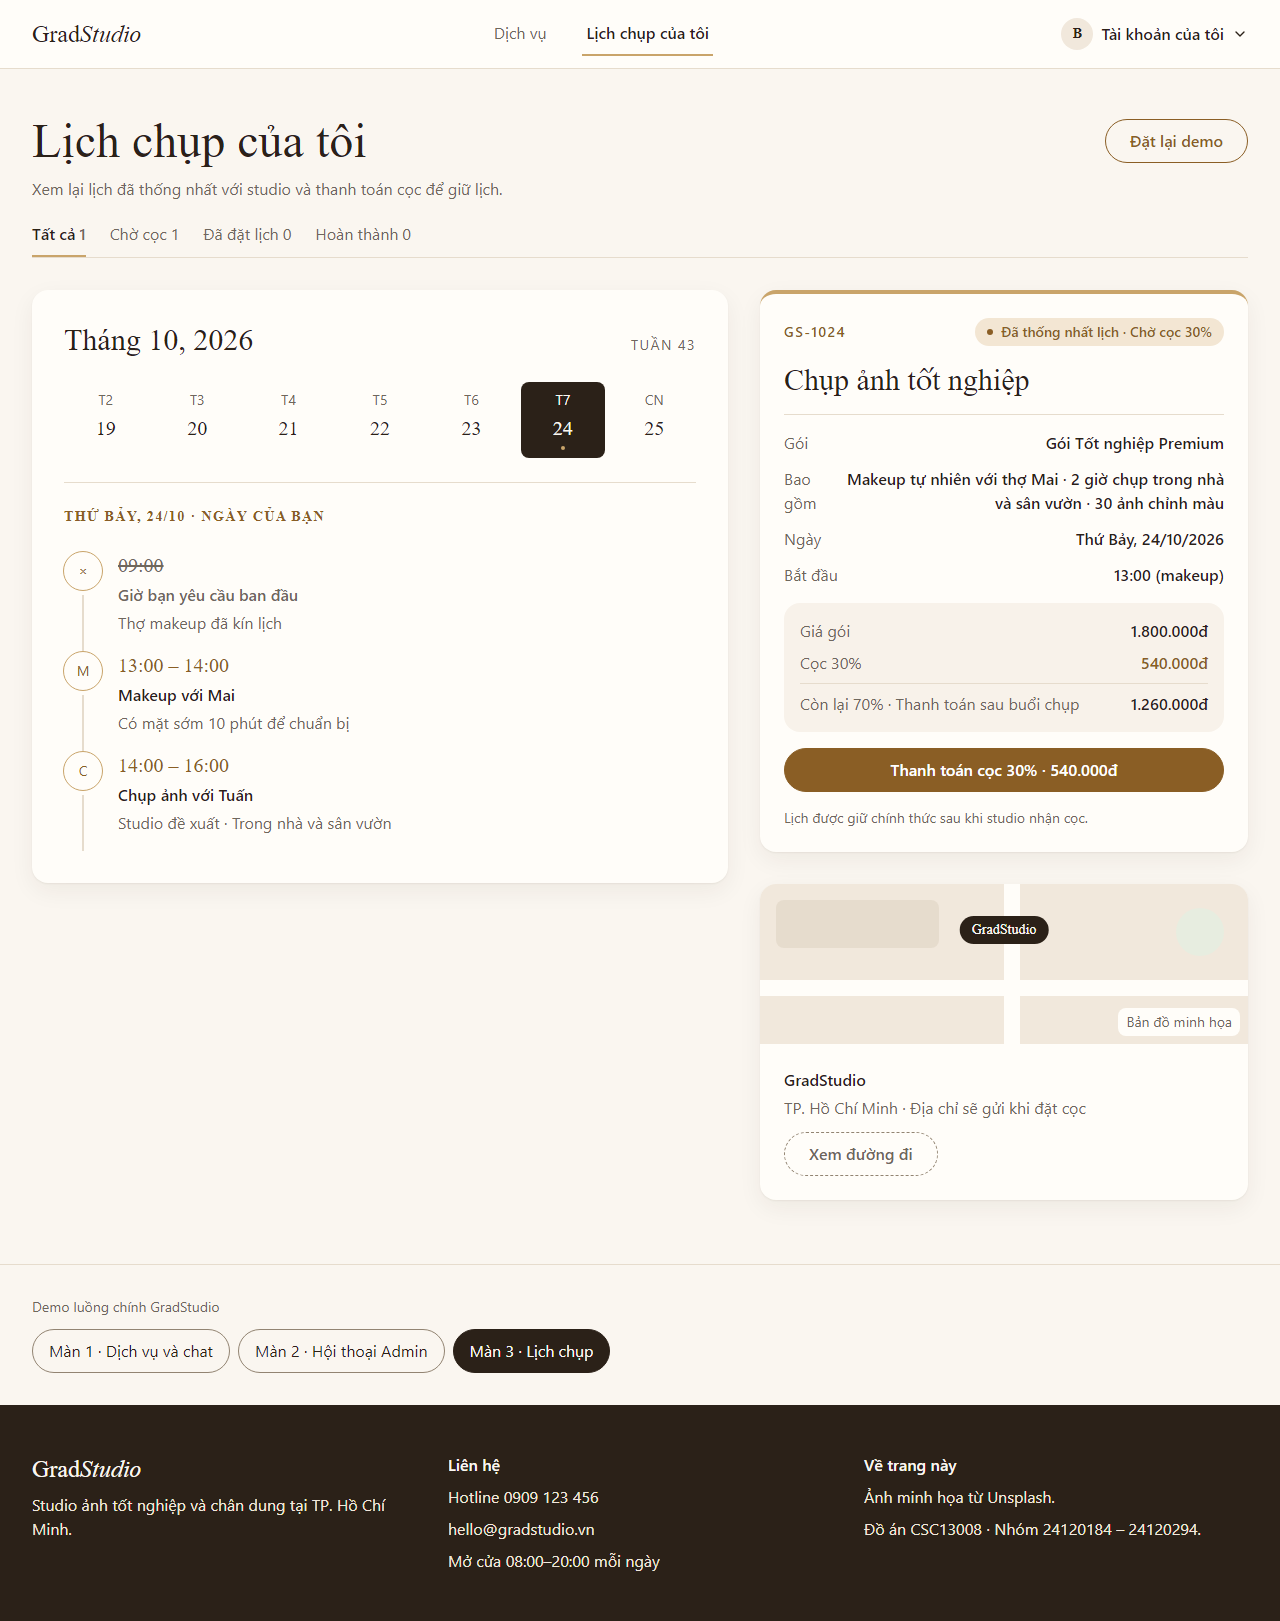 GradStudio
Dịch vụ
Lịch chụp của tôi
B
Tài khoản của tôi
Lịch chụp của tôi
Đặt lại demo
Xem lại lịch đã thống nhất với studio và thanh toán cọc để giữ lịch.
Tất cả 1
Chờ cọc 1
Đã đặt lịch 0
Hoàn thành 0
Tháng 10, 2026
TUẦN 43
T2 T3 T4 T5 T6 T7 CN
19 20 21 22 23 24 25
THỨ BẢY, 24/10 · NGÀY CỦA BẠN
×
09:00
Giờ bạn yêu cầu ban đầu
Thợ makeup đã kín lịch
M
13:00 – 14:00
Makeup với Mai
Có mặt sớm 10 phút để chuẩn bị
C
14:00 – 16:00
Chụp ảnh với Tuấn
Studio đề xuất · Trong nhà và sân vườn
GS-1024
Đã thống nhất lịch · Chờ cọc 30%
Chụp ảnh tốt nghiệp
Gói
Gói Tốt nghiệp Premium
Bao gồm
Makeup tự nhiên với thợ Mai · 2 giờ chụp trong nhà
và sân vườn · 30 ảnh chỉnh màu
Ngày
Thứ Bảy, 24/10/2026
Bắt đầu
13:00 (makeup)
Giá gói
1.800.000đ
Cọc 30%
540.000đ
Còn lại 70% · Thanh toán sau buổi chụp
1.260.000đ
Thanh toán cọc 30% · 540.000đ
Lịch được giữ chính thức sau khi studio nhận cọc.
GradStudio
Bản đồ minh họa
GradStudio
TP. Hồ Chí Minh · Địa chỉ sẽ gửi khi đặt cọc
Xem đường đi
Demo luồng chính GradStudio
Màn 1 · Dịch vụ và chat
Màn 2 · Hội thoại Admin
Màn 3 · Lịch chụp
GradStudio
Studio ảnh tốt nghiệp và chân dung tại TP. Hồ Chí
Minh.
Liên hệ
Hotline 0909 123 456
hello@gradstudio.vn
Mở cửa 08:00–20:00 mỗi ngày
Về trang này
Ảnh minh họa từ Unsplash.
Đồ án CSC13008 · Nhóm 24120184 – 24120294.